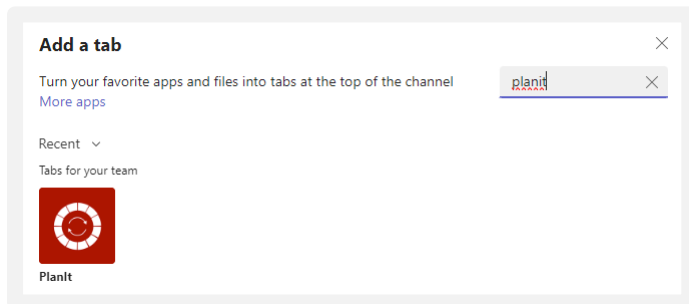 Add a tab
Turn your favorite apps and files into tabs at the top of the channel
planit
More apps
Recent
Tabs for your team
PlanIt